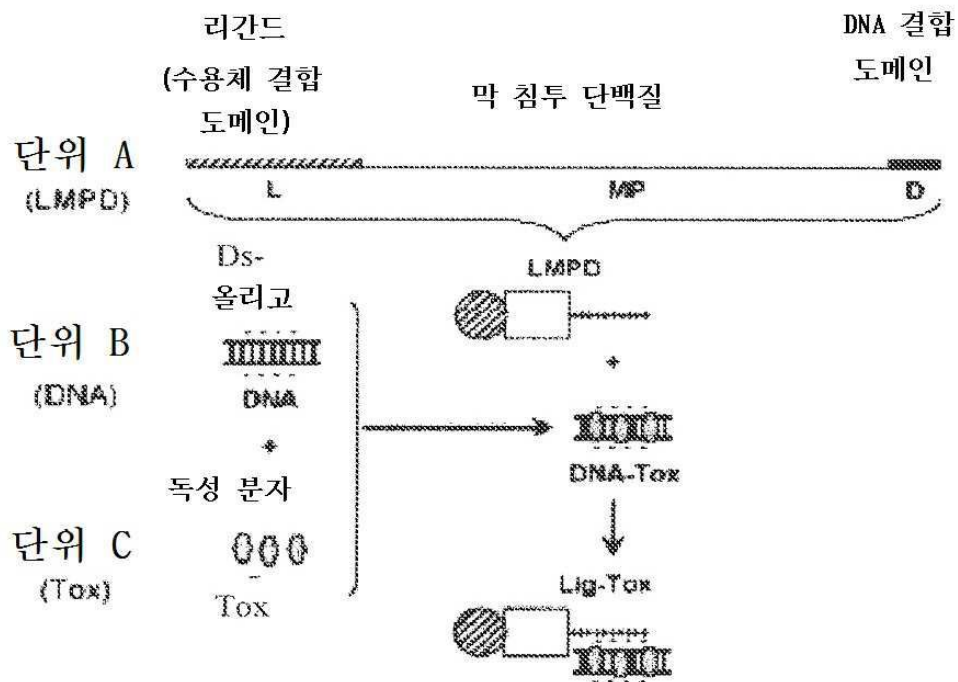 리간드
(수용체 결합
도메인)
막 침투 단백질
DNA 결합
도메인
단위 A
(LMPD)
L
MP
D
Ds-
올리고
LMPD
단위 B
(DNA)
DNA
+
+
DNA-Tox
독성 분자
단위 C
(Tox)
Tox
Lig-Tox